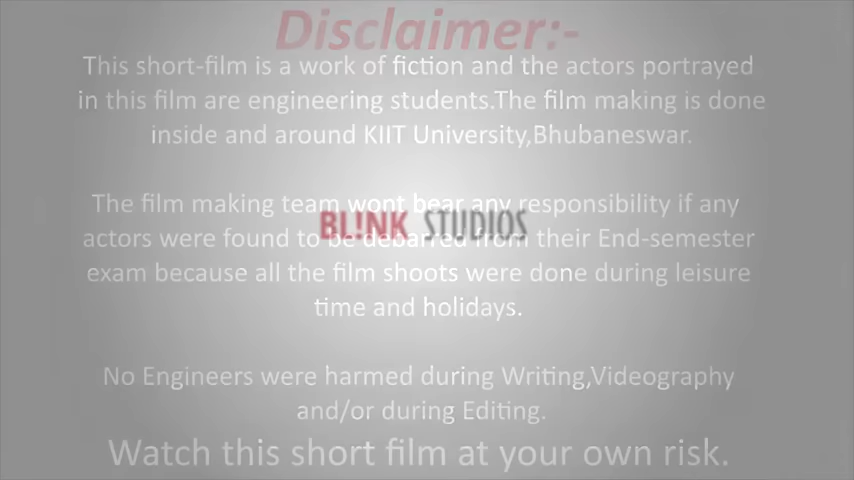 Disclaimer:-
This short-film is a work of fiction and the actors portrayed
in this film are engineering students.The film making is done
inside and around KIIT University,Bhubaneswar.
The film making team wont bear any responsibility if any
BL!NK STUDIOS
actors were found to be debarred from their End-semester
exam because all the film shoots were done during leisure
time and holidays.
No Engineers were harmed during Writing,Videography
and/or during Editing.
Watch this short film at your own risk.